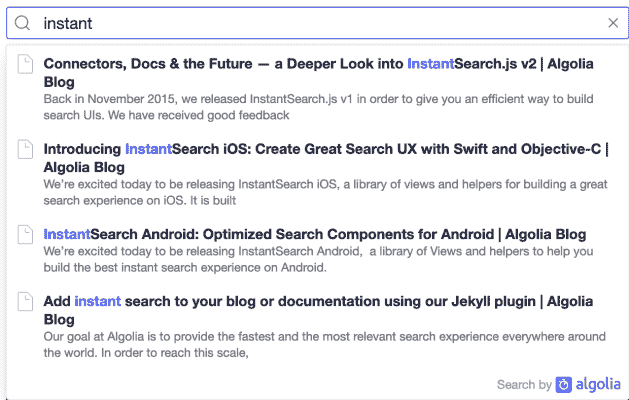 instant
Connectors, Docs & the Future — a Deeper Look into InstantSearch.js v2 | Algolia
Blog
Back in November 2015, we released InstantSearch.js v1 in order to give you an efficient way to build
search UIs. We have received good feedback
Introducing InstantSearch iOS: Create Great Search UX with Swift and Objective-C |
Algolia Blog
We're excited today to be releasing InstantSearch iOS, a library of views and helpers for building a great
search experience on iOS. It is built
InstantSearch Android: Optimized Search Components for Android | Algolia Blog
We're excited today to be releasing InstantSearch Android,  a library of Views and helpers to help you
build the best instant search experience on Android.
Add instant search to your blog or documentation using our Jekyll plugin | Algolia
Blog
Our goal at Algolia is to provide the fastest and the most relevant search experience everywhere around
the world. In order to reach this scale,
Search by algolia